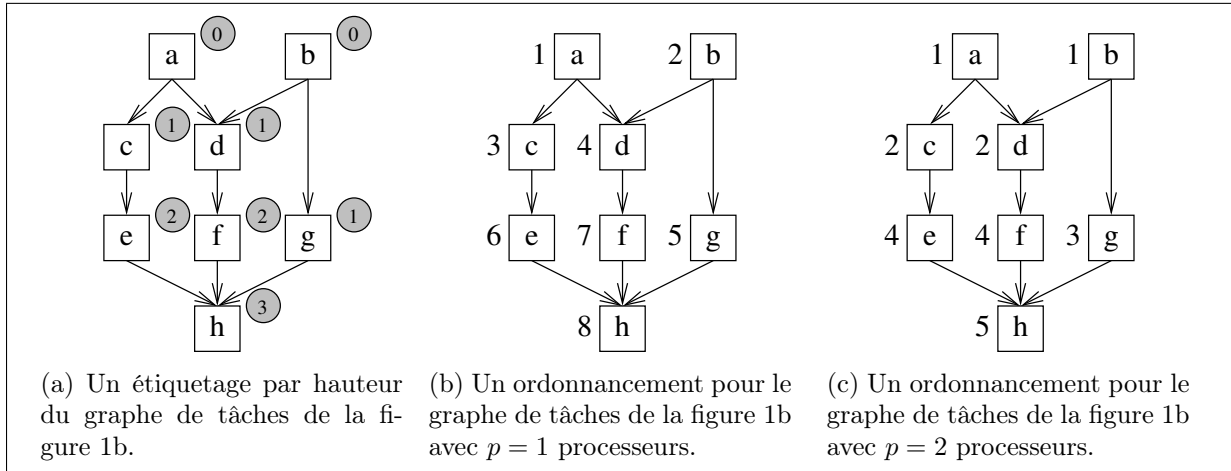 0 0
a b 1 a 2 b 1 a 1 b
1 1
c d 3 c 4 d 2 c 2 d
2 2 1
e f g 6 e 7 f 5 g 4 e 4 f 3 g
3
h 8 h 5 h
(a) Un étiquetage par hauteur
du graphe de tâches de la fi-
gure 1b.
(b) Un ordonnancement pour le
graphe de tâches de la figure 1b
avec p = 1 processeurs.
(c) Un ordonnancement pour le
graphe de tâches de la figure 1b
avec p = 2 processeurs.